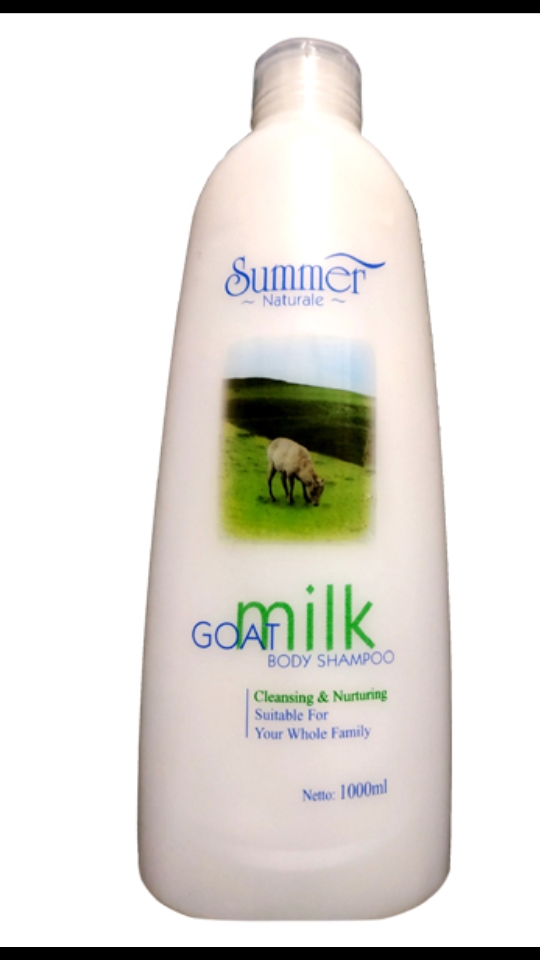 Summer
~ Naturale ~
GOAT milk
BODY SHAMPOO
Cleansing & Nurturing
Suitable For
Your Whole Family
Netto: 1000ml